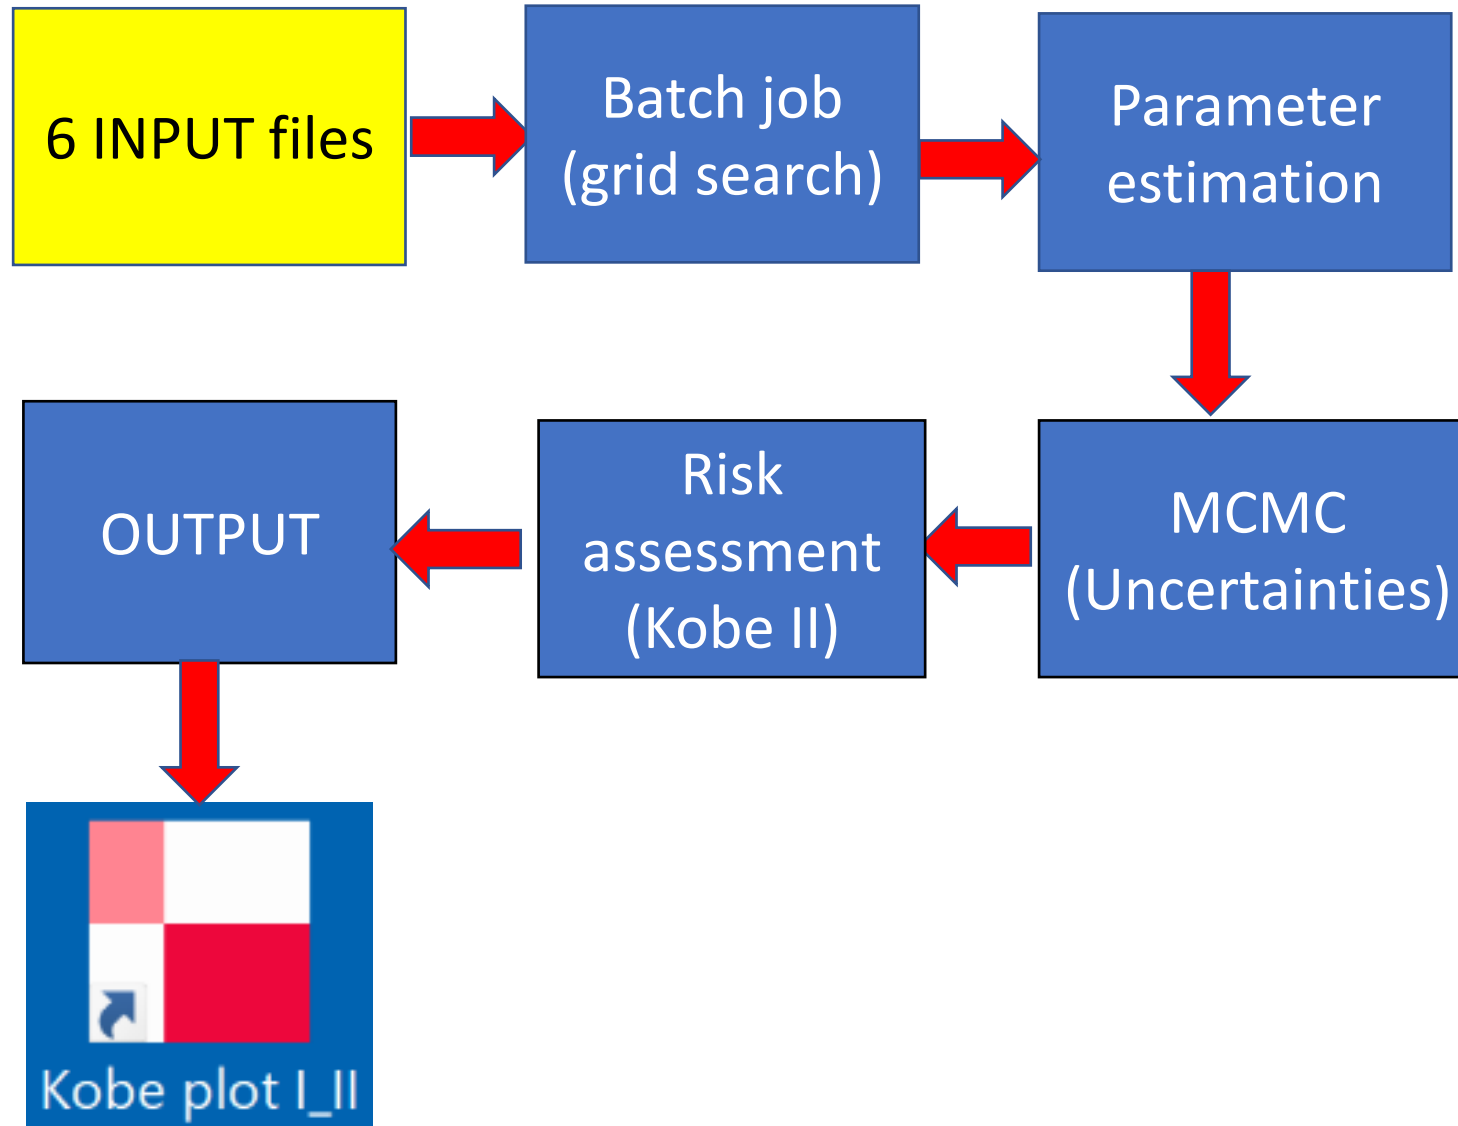 6 INPUT files
Batch job
(grid search)
Parameter
estimation
MCMC
(Uncertainties)
Risk
assessment
(Kobe II)
OUTPUT
Kobe plot I_II